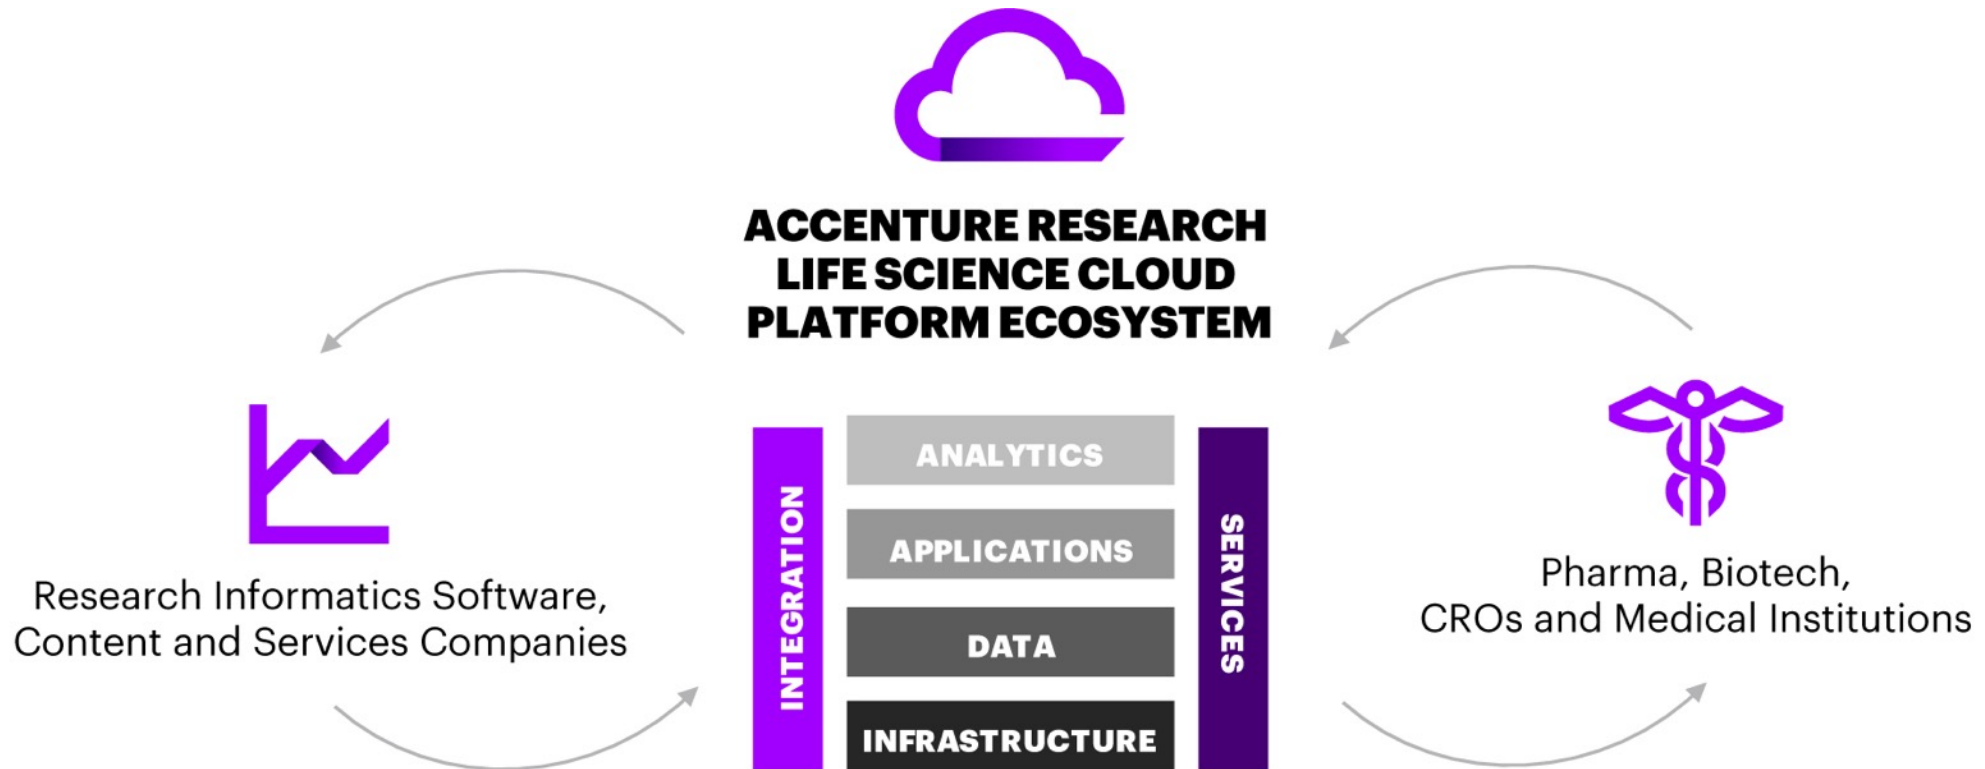 ACCENTURE RESEARCH
LIFE SCIENCE CLOUD
PLATFORM ECOSYSTEM
Research Informatics Software,
Content and Services Companies
INTEGRATION
ANALYTICS
APPLICATIONS
DATA
INFRASTRUCTURE
SERVICES
Pharma, Biotech,
CROs and Medical Institutions